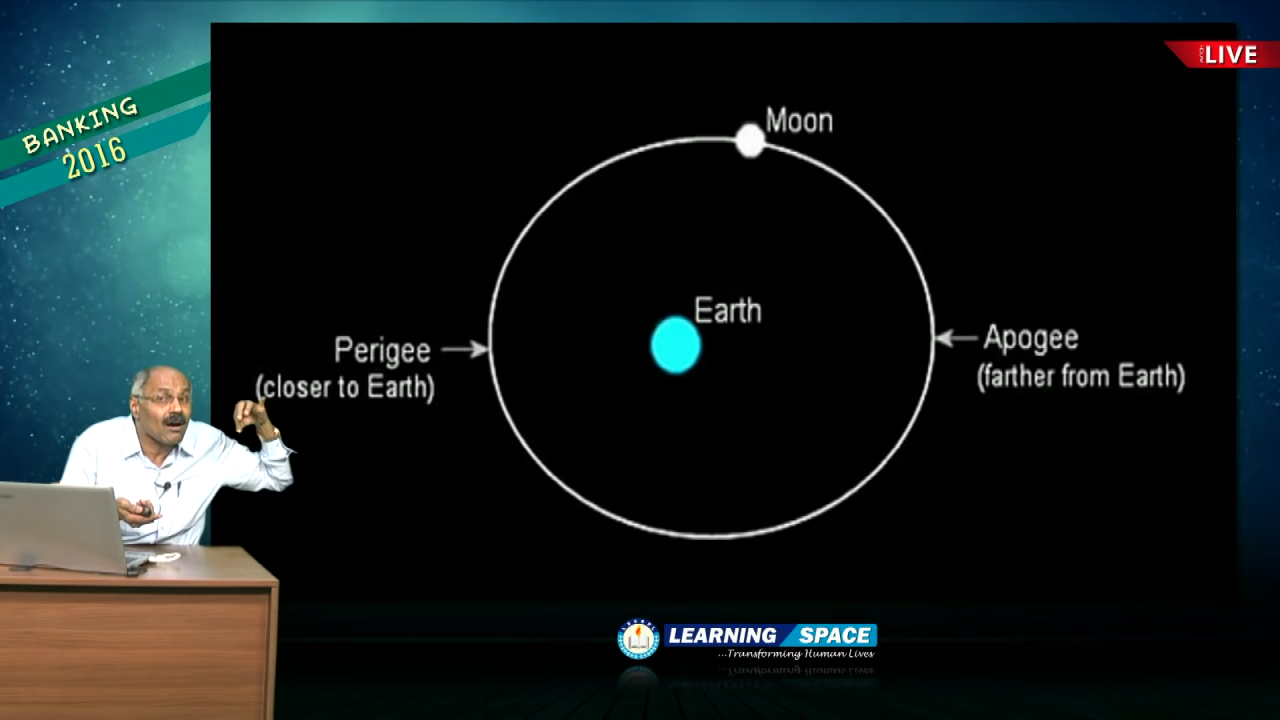 BANKING
2016
LIVE
Moon
Earth
Perigee
(closer to Earth)
Apogee
(farther from Earth)
LEARNING SPACE
...Transforming Human Lives